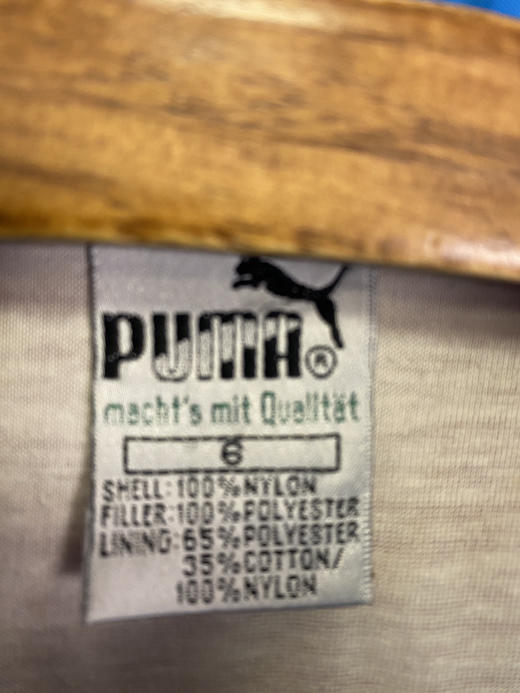 PUMA®
macht's mit Qualität
6
SHELL:100%NYLON
FILLER:100%POLYESTER
LINING:65%POLYESTER
35%COTTON/
100%NYLON